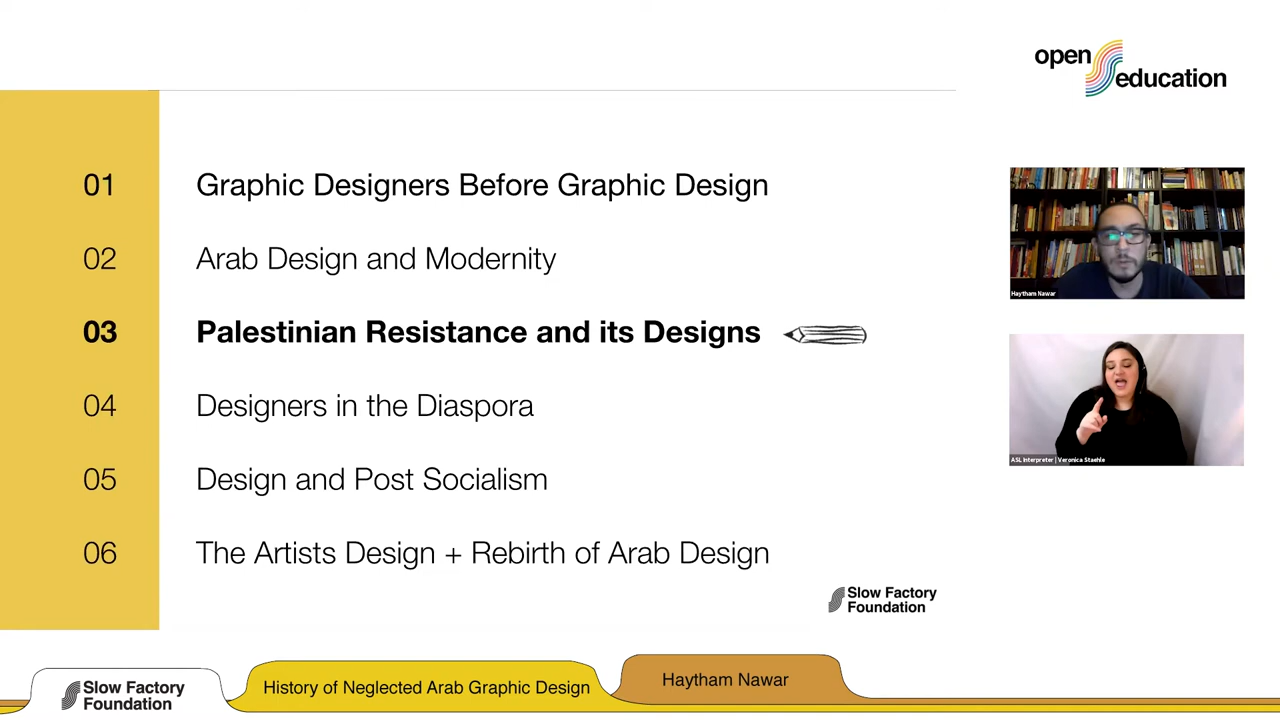 open
education
01 Graphic Designers Before Graphic Design
02 Arab Design and Modernity
03 Palestinian Resistance and its Designs
04 Designers in the Diaspora
05 Design and Post Socialism
06 The Artists Design + Rebirth of Arab Design
Slow Factory
Foundation
Haytham Nawar
ASL Interpreter | Veronica Staehle
Slow Factory
Foundation
History of Neglected Arab Graphic Design
Haytham Nawar